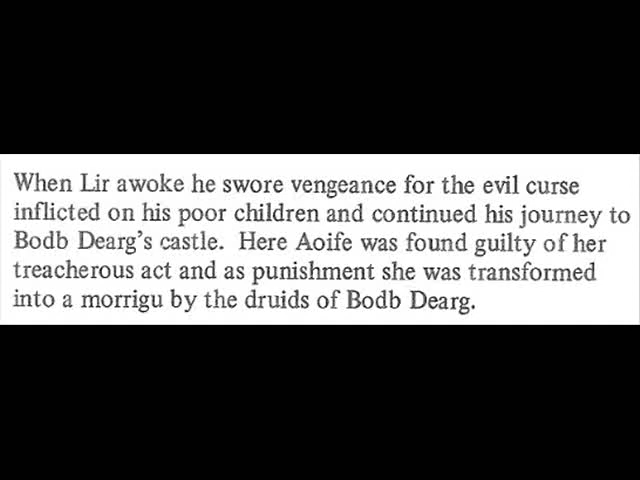 When Lir awoke he swore vengeance for the evil curse
inflicted on his poor children and continued his journey to
Bodb Dearg's castle. Here Aoife was found guilty of her
treacherous act and as punishment she was transformed
into a morrigu by the druids of Bodb Dearg.